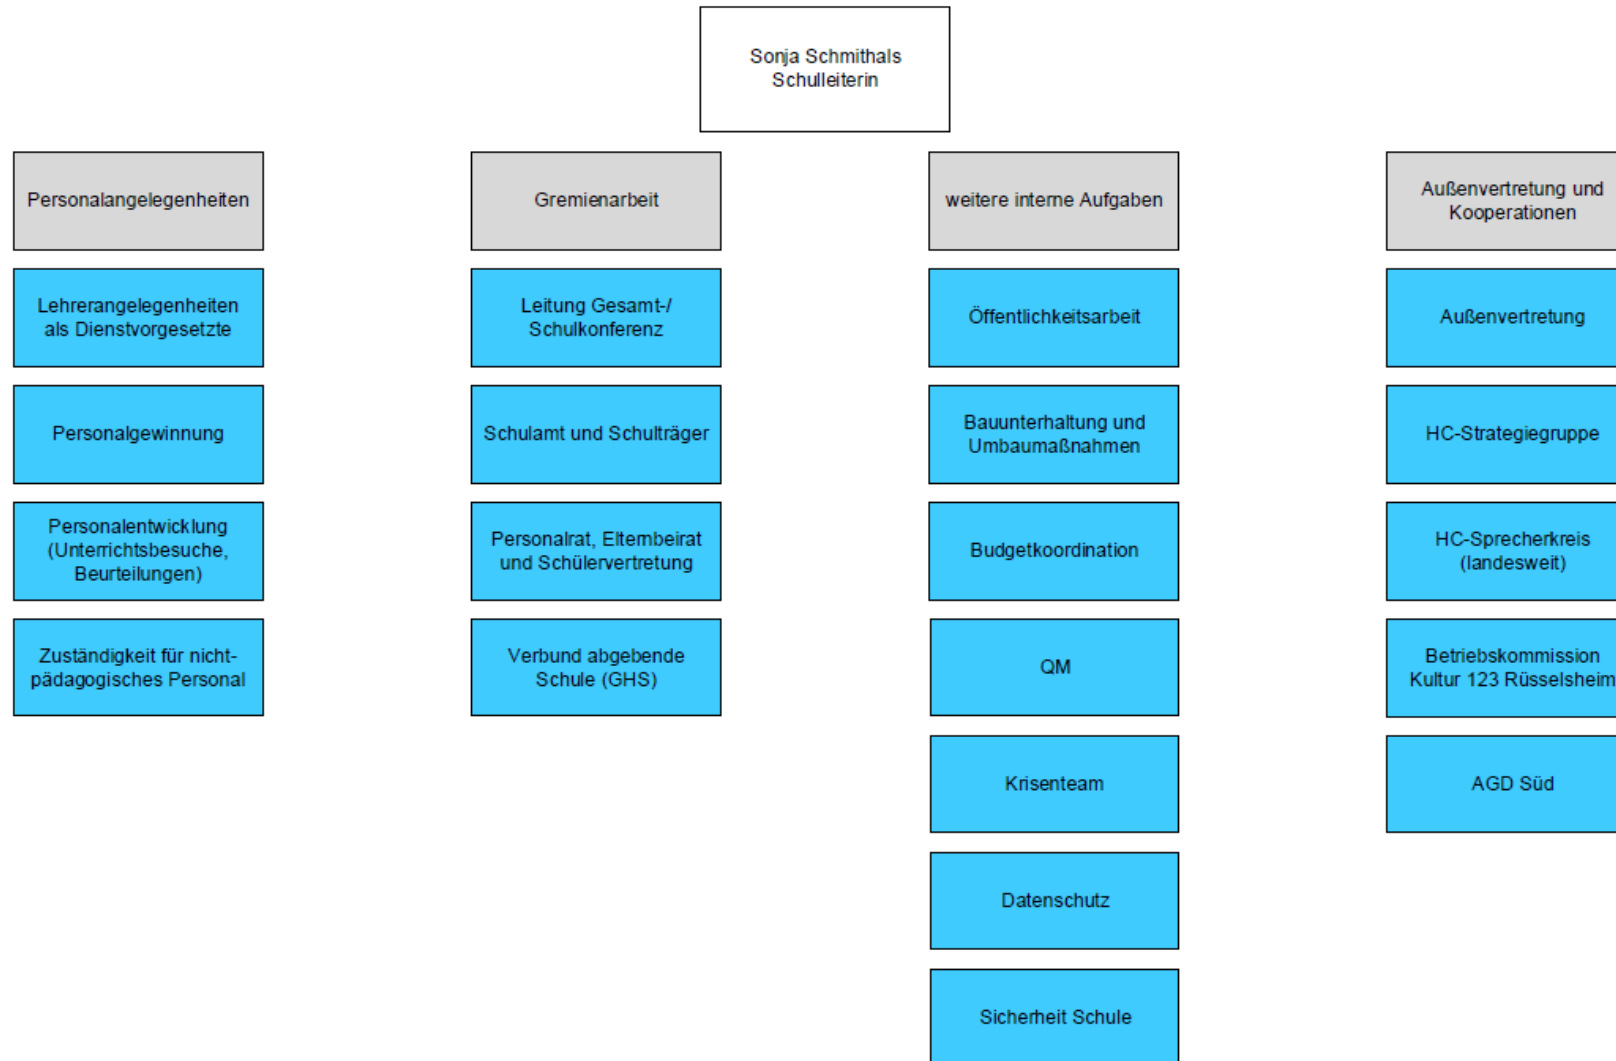 Sonja Schmithals
Schulleiterin
Personalangelegenheiten
Lehrerangelegenheiten
als Dienstvorgesetzte
Personalgewinnung
Personalentwicklung
(Unterrichtsbesuche,
Beurteilungen)
Zuständigkeit für nicht-
pädagogisches Personal
Gremienarbeit
Leitung Gesamt-/
Schulkonferenz
Schulamt und Schulträger
Personalrat, Elternbeirat
und Schülervertretung
Verbund abgebende
Schule (GHS)
weitere interne Aufgaben
Öffentlichkeitsarbeit
Bauunterhaltung und
Umbaumaßnahmen
Budgetkoordination
QM
Krisenteam
Datenschutz
Sicherheit Schule
Außenvertretung und
Kooperationen
Außenvertretung
HC-Strategiegruppe
HC-Sprecherkreis
(landesweit)
Betriebskommission
Kultur 123 Rüsselsheim
AGD Süd